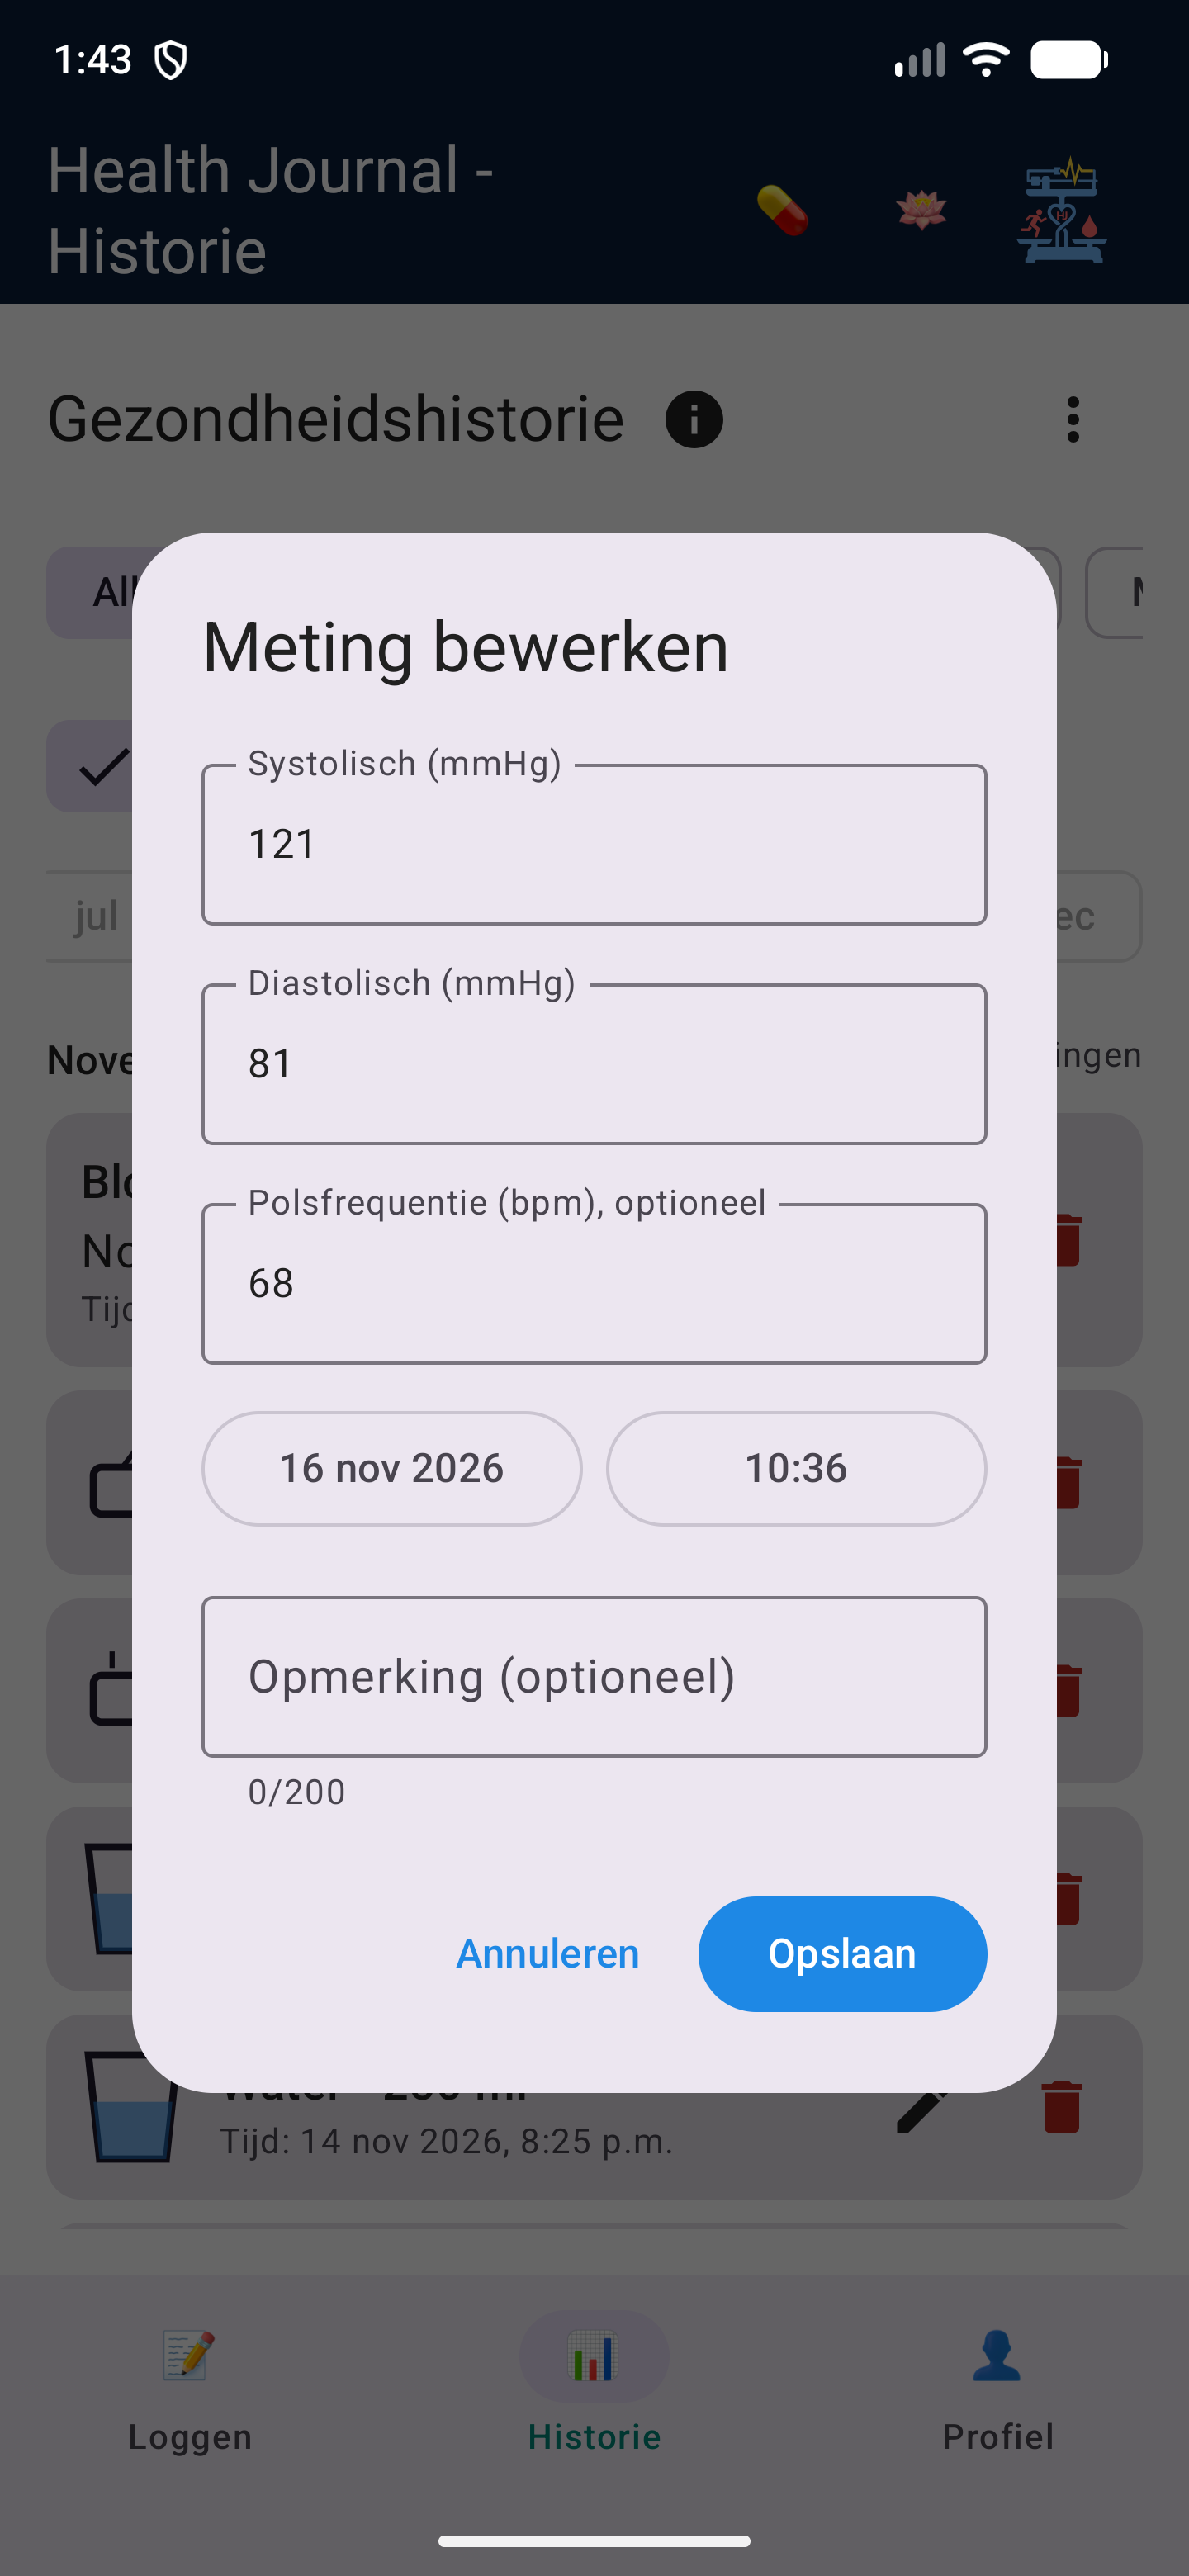 1:43
Health Journal -
Historie
Gezondheidshistorie
Meting bewerken
Systolisch (mmHg)
121
jul
Diastolisch (mmHg)
81
Polsfrequentie (bpm), optioneel
68
16 nov 2026
10:36
Opmerking (optioneel)
0/200
Annuleren
Opslaan
Tijd: 14 nov 2026, 8:25 p.m.
Loggen
Historie
Profiel